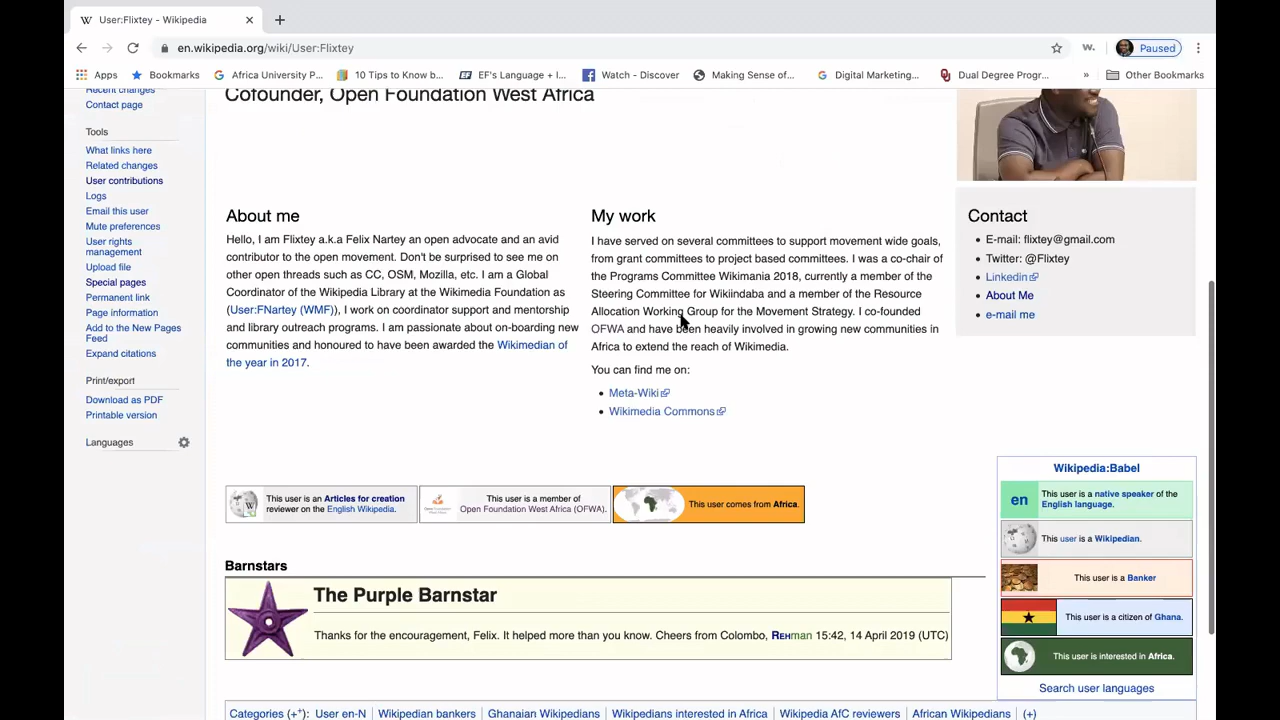 User:Flixtey - Wikipedia
en.wikipedia.org/wiki/User:Flixtey
w.
Paused
Apps
Bookmarks
Africa University P...
10 Tips to Know b...
EF's Language + I...
Watch - Discover
Making Sense of...
Digital Marketing...
Dual Degree Progr...
»
Other Bookmarks
Recent changes
Contact page
Tools
What links here
Related changes
User contributions
Logs
Email this user
Mute preferences
User rights
management
Upload file
Special pages
Permanent link
Page information
Add to the New Pages
Feed
Expand citations
Print/export
Download as PDF
Printable version
Languages
Cofounder, Open Foundation West Africa
About me
Hello, I am Flixtey a.k.a Felix Nartey an open advocate and an avid
contributor to the open movement. Don't be surprised to see me on
other open threads such as CC, OSM, Mozilla, etc. I am a Global
Coordinator of the Wikipedia Library at the Wikimedia Foundation as
(User:FNartey (WMF)), I work on coordinator support and mentorship
and library outreach programs. I am passionate about on-boarding new
communities and honoured to have been awarded the Wikimedian of
the year in 2017.
My work
I have served on several committees to support movement wide goals,
from grant committees to project based committees. I was a co-chair of
the Programs Committee Wikimania 2018, currently a member of the
Steering Committee for Wikiindaba and a member of the Resource
Allocation Working Group for the Movement Strategy. I co-founded
OFWA and have been heavily involved in growing new communities in
Africa to extend the reach of Wikimedia.
You can find me on:
• Meta-Wiki
• Wikimedia Commons
Contact
• E-mail: flixtey@gmail.com
• Twitter: @Flixtey
• Linkedin
• About Me
• e-mail me
This user is an Articles for creation
reviewer on the English Wikipedia.
This user is a member of
Open Foundation West Africa (OFWA).
This user comes from Africa.
Wikipedia:Babel
en
This user is a native speaker of the
English language.
This user is a Wikipedian.
This user is a Banker
This user is a citizen of Ghana.
This user is interested in Africa.
Search user languages
Barnstars
The Purple Barnstar
Thanks for the encouragement, Felix. It helped more than you know. Cheers from Colombo, REHman 15:42, 14 April 2019 (UTC)
Categories (+⁺): User en-N | Wikipedian bankers | Ghanaian Wikipedians | Wikipedians interested in Africa | Wikipedia AfC reviewers | African Wikipedians | (+)